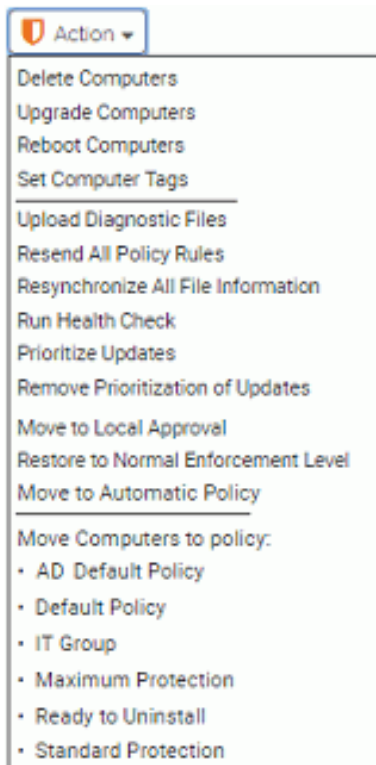 Action
Delete Computers
Upgrade Computers
Reboot Computers
Set Computer Tags
Upload Diagnostic Files
Resend All Policy Rules
Resynchronize All File Information
Run Health Check
Prioritize Updates
Remove Prioritization of Updates
Move to Local Approval
Restore to Normal Enforcement Level
Move to Automatic Policy
Move Computers to policy:
• AD Default Policy
• Default Policy
• IT Group
• Maximum Protection
• Ready to Uninstall
• Standard Protection